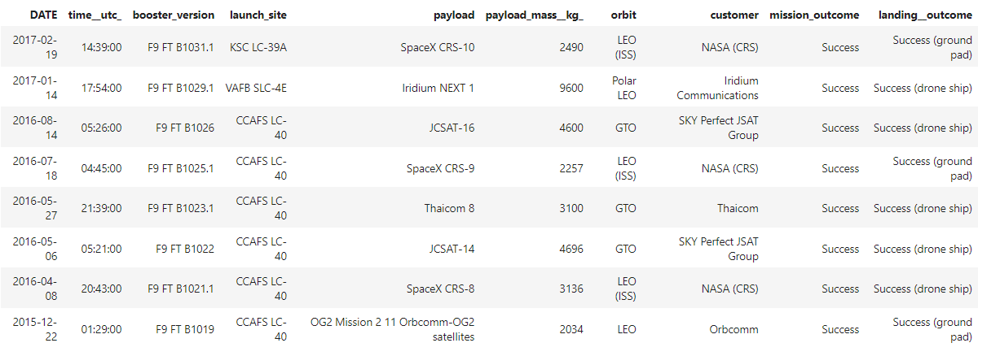 DATE time__utc_ booster_version launch_site payload payload_mass__kg_ orbit customer mission_outcome landing__outcome
2017-02-19 14:39:00 F9 FT B1031.1 KSC LC-39A SpaceX CRS-10 2490 LEO (ISS) NASA (CRS) Success Success (ground pad)
2017-01-14 17:54:00 F9 FT B1029.1 VAFB SLC-4E Iridium NEXT 1 9600 Polar LEO Iridium Communications Success Success (drone ship)
2016-08-14 05:26:00 F9 FT B1026 CCAFS LC-40 JCSAT-16 4600 GTO SKY Perfect JSAT Group Success Success (drone ship)
2016-07-18 04:45:00 F9 FT B1025.1 CCAFS LC-40 SpaceX CRS-9 2257 LEO (ISS) NASA (CRS) Success Success (ground pad)
2016-05-27 21:39:00 F9 FT B1023.1 CCAFS LC-40 Thaicom 8 3100 GTO Thaicom Success Success (drone ship)
2016-05-06 05:21:00 F9 FT B1022 CCAFS LC-40 JCSAT-14 4696 GTO SKY Perfect JSAT Group Success Success (drone ship)
2016-04-08 20:43:00 F9 FT B1021.1 CCAFS LC-40 SpaceX CRS-8 3136 LEO (ISS) NASA (CRS) Success Success (drone ship)
2015-12-22 01:29:00 F9 FT B1019 CCAFS LC-40 OG2 Mission 2 11 Orbcomm-OG2 satellites 2034 LEO Orbcomm Success Success (ground pad)